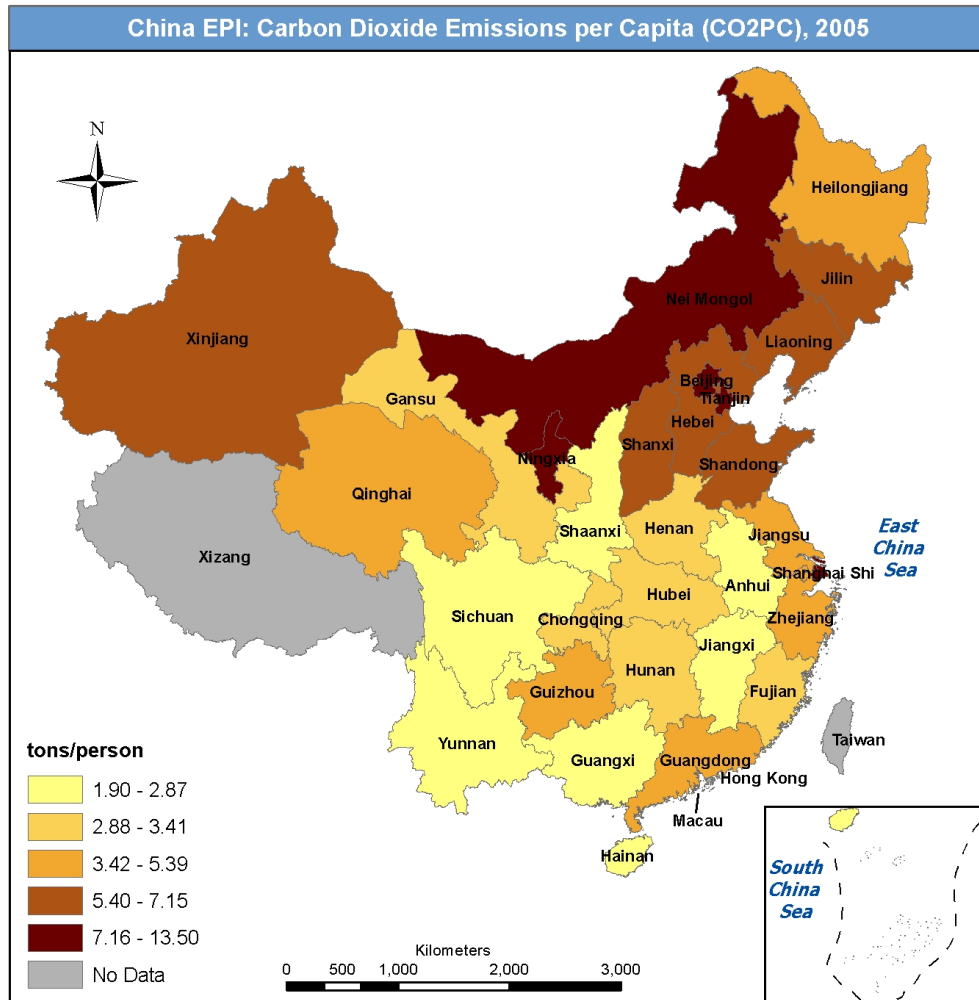 China EPI: Carbon Dioxide Emissions per Capita (CO2PC), 2005
N
Heilongjiang
Jilin
Nei Mongol
Xinjiang
Liaoning
Beijing
Tianjin
Gansu
Hebei
Shanxi
Ningxia
Shandong
Qinghai
Shaanxi
Henan
Jiangsu
East
China
Sea
Xizang
Shanghai Shi
Anhui
Hubei
Sichuan
Chongqing
Zhejiang
Jiangxi
Hunan
Guizhou
Fujian
Taiwan
Yunnan
Guangxi
Guangdong
Hong Kong
Macau
Hainan
tons/person
1.90 - 2.87
2.88 - 3.41
3.42 - 5.39
5.40 - 7.15
7.16 - 13.50
No Data
Kilometers
0 500 1,000 2,000 3,000
South
China
Sea